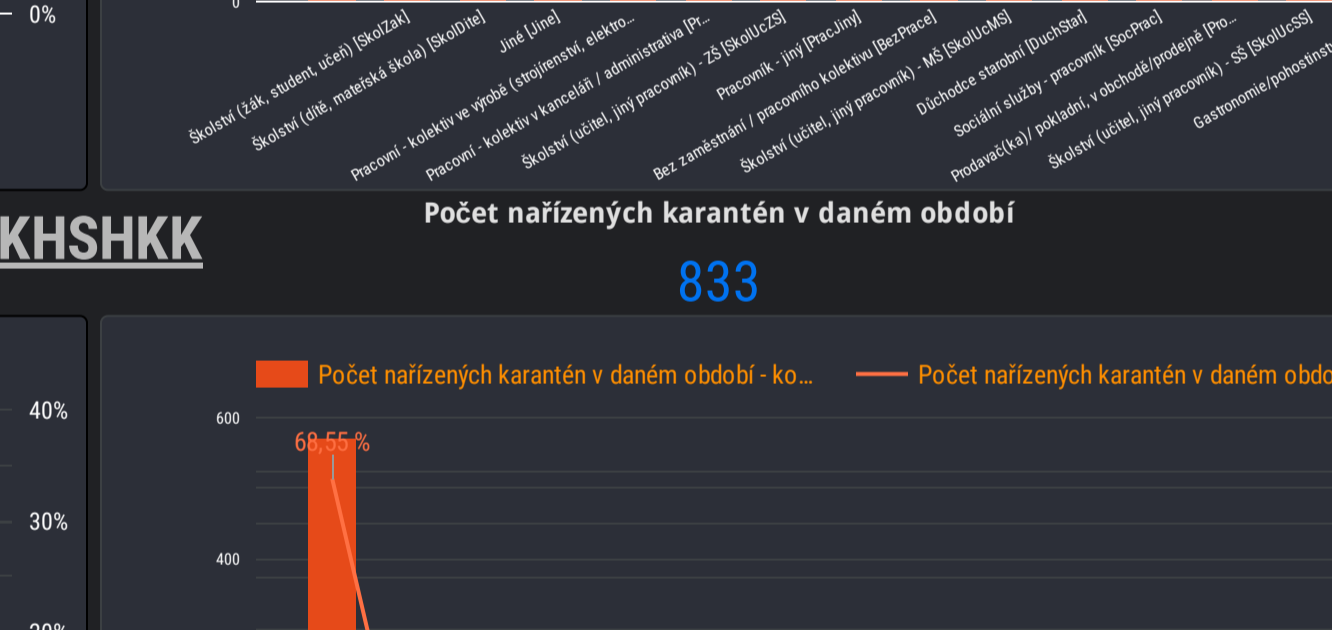 0%
0
Školství (žák, student, učeň) [SkolZak]
Školství (dítě, mateřská škola) [SkolDite]
Jiné [Jine]
Pracovní - kolektiv ve výrobě (strojírenství, elektro...
Pracovní - kolektiv v kanceláři / administrativa [Pr...
Školství (učitel, jiný pracovník) - ZŠ [SkolUcZS]
Pracovník - jiný [PracJiny]
Bez zaměstnání / pracovního kolektivu [BezPrace]
Školství (učitel, jiný pracovník) - MŠ [SkolUcMS]
Důchodce starobní [DuchStar]
Sociální služby - pracovník [SocPrac]
Prodavač(ka)/ pokladní, v obchodě/prodejně [Pro...
Školství (učitel, jiný pracovník) - SŠ [SkolUcSS]
Gastronomie/pohostinst
KHSHKK
Počet nařízených karantén v daném období
833
Počet nařízených karantén v daném období - ko...
Počet nařízených karantén v daném obdo
40%
600
68,55 %
30%
400
20%